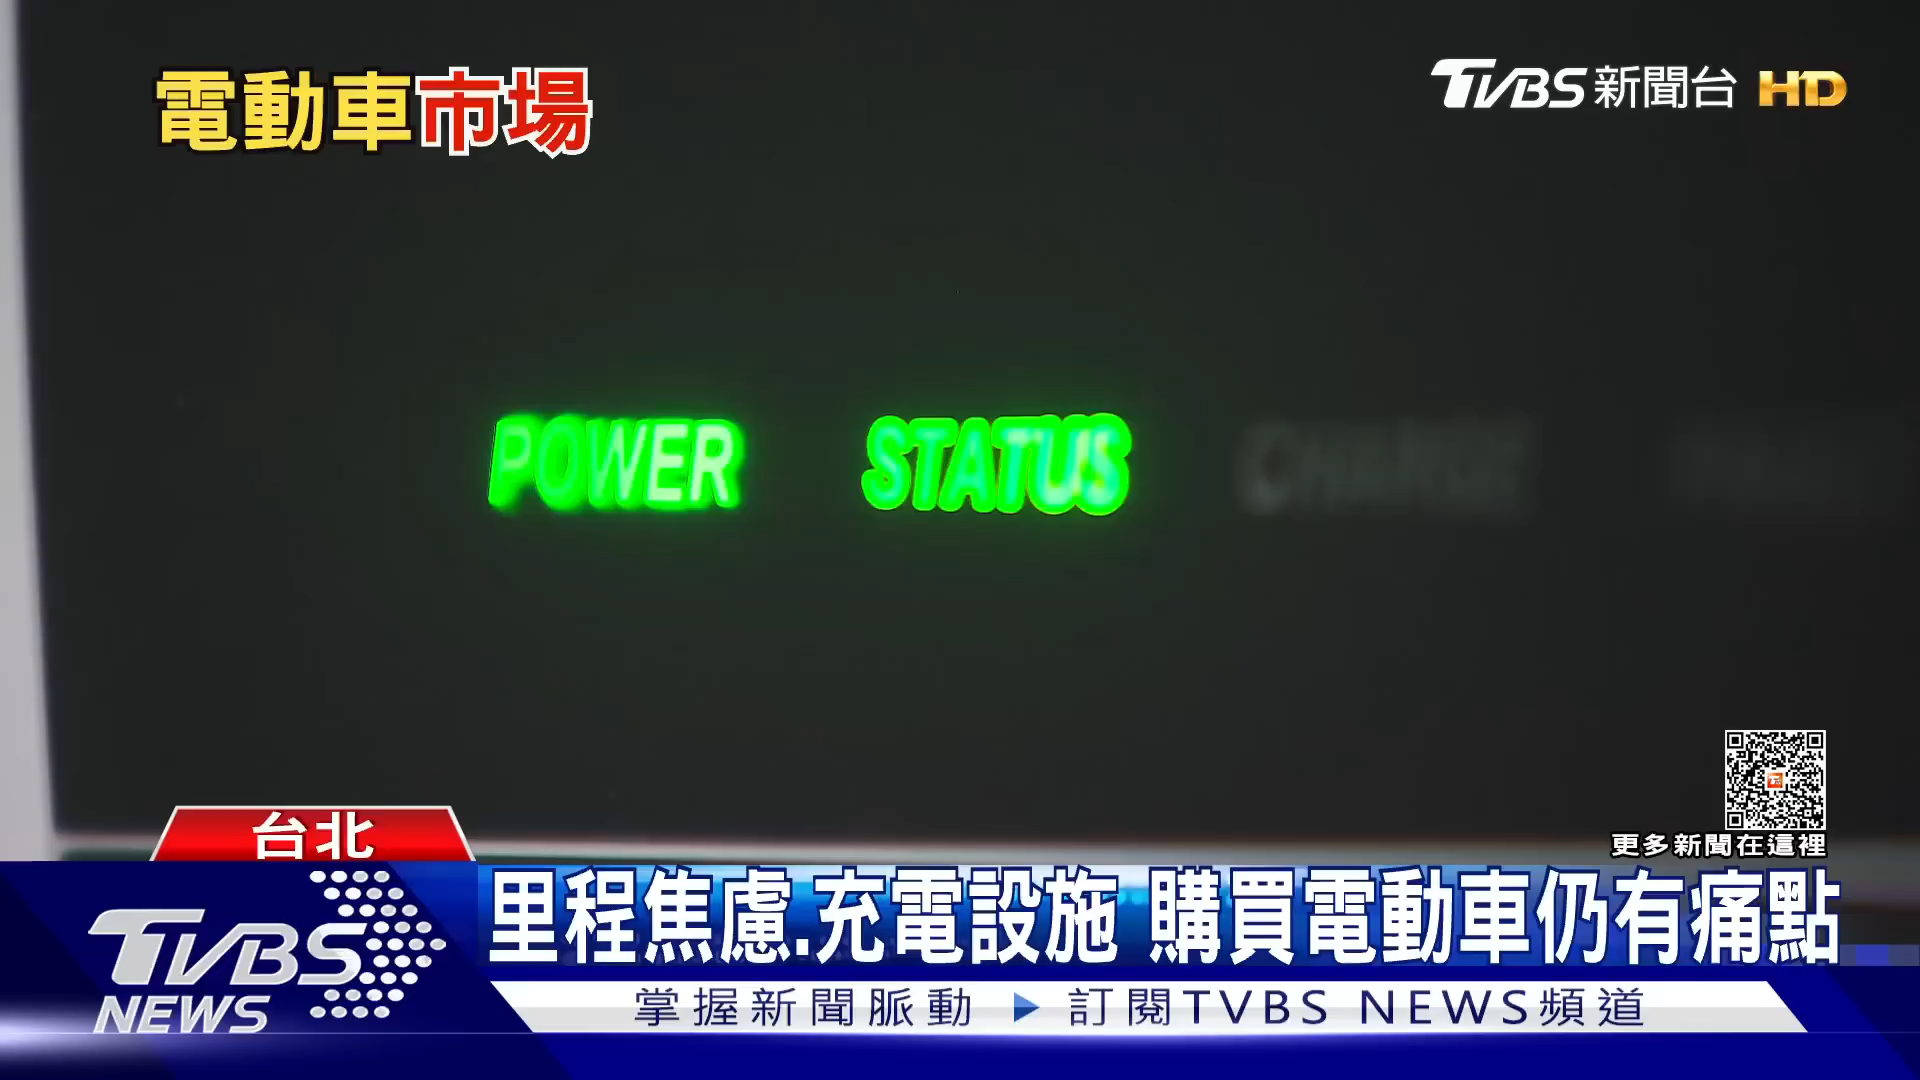 電動車市場
TVBS新聞台 HD
POWER STATUS CHARGE
更多新聞在這裡
台北
里程焦慮.充電設施 購買電動車仍有痛點
TVBS
NEWS
掌握新聞脈動 ▶ 訂閱TVBS NEWS頻道